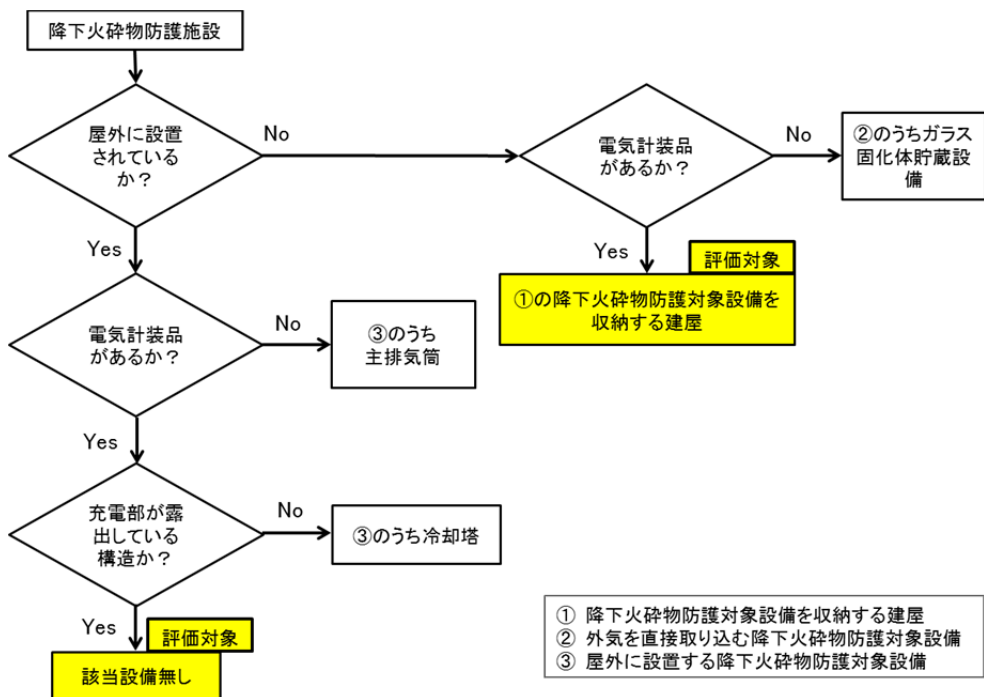 降下火砕物防護施設
屋外に設置
されている
か？
No
電気計装品
があるか？
No
②のうちガラス
固化体貯蔵設
備
Yes
Yes
評価対象
①の降下火砕物防護対象設備を
収納する建屋
電気計装品
があるか？
No
③のうち
主排気筒
Yes
充電部が露
出している
構造か？
No
③のうち冷却塔
Yes
評価対象
該当設備無し
① 降下火砕物防護対象設備を収納する建屋
② 外気を直接取り込む降下火砕物防護対象設備
③ 屋外に設置する降下火砕物防護対象設備